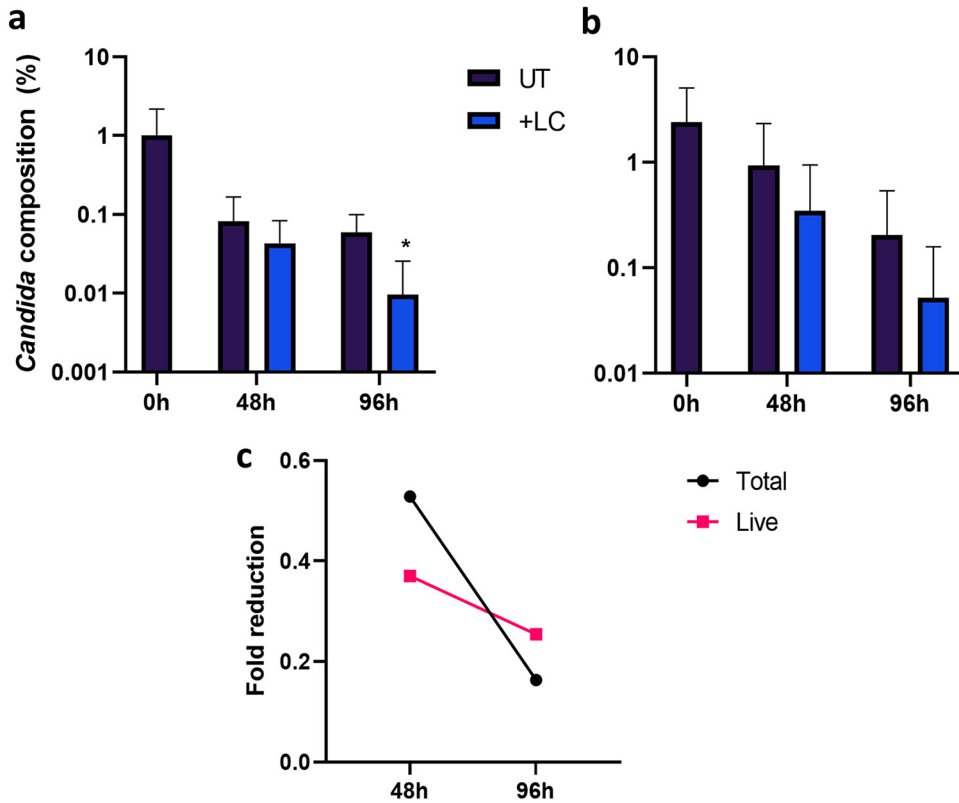 a
Candida composition (%)
10
1
0.1
0.01
0.001
*
0h
48h
96h
UT
+LC
b
10
1
0.1
0.01
0h
48h
96h
c
Fold reduction
0.6
0.4
0.2
0.0
48h
96h
Total
Live